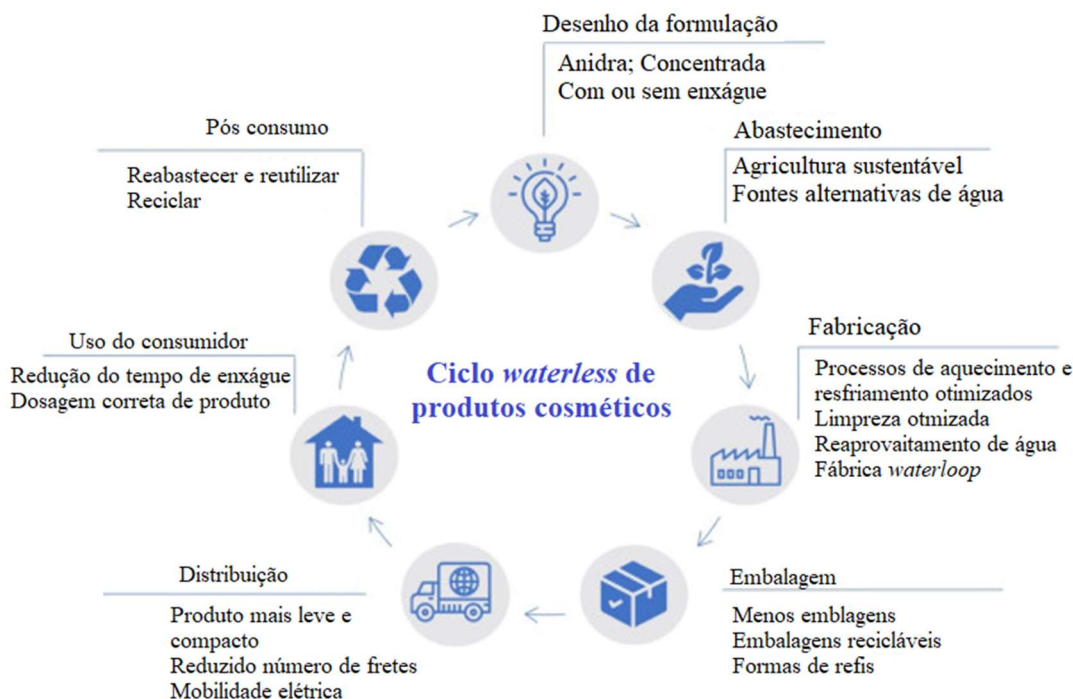 Desenho da formulação
Anidra; Concentrada
Com ou sem enxágue
Abastecimento
Agricultura sustentável
Fontes alternativas de água
Fabricação
Processos de aquecimento e
resfriamento otimizados
Limpreza otmizada
Reaprovaitamento de água
Fábrica waterloop
Embalagem
Menos emblagens
Embalagens recicláveis
Formas de refis
Distribuição
Produto mais leve e
compacto
Reduzido número de fretes
Mobilidade elétrica
Uso do consumidor
Redução do tempo de enxágue
Dosagem correta de produto
Pós consumo
Reabastecer e reutilizar
Reciclar
Ciclo waterless de
produtos cosméticos